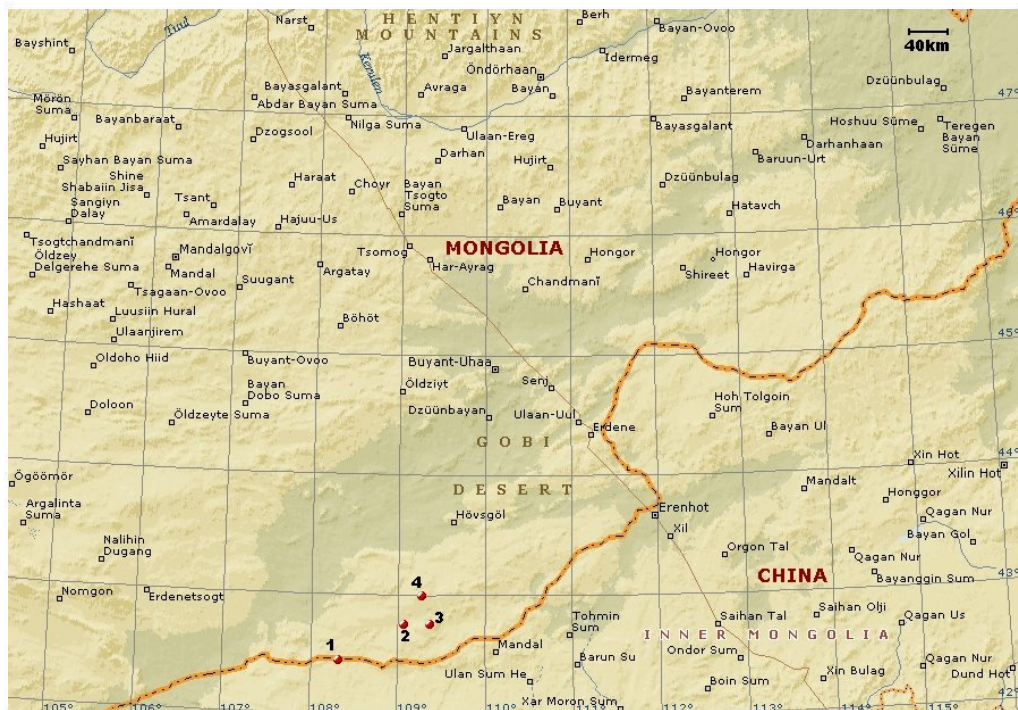 HENTIYN
MOUNTAINS
Narst
Tuul
Berh
Bayan-Ovoo
40km
Bayshint
Jargalthaan
Idermeg
Kerulen
Öndörhaan
Dzüünbulag
Mörön
Suma
Bayasgalant
Avraga
Bayan
Bayanterem
47°
Abdar Bayan Suma
Bayanbaraat
Nilga Suma
Bayasgalant
Hoshuu Süme
Teregen
Bayan
Süme
Hujirt
Dzogsool
Ulaan-Ereg
Darhanhaan
Sayhan Bayan Suma
Darhan
Hujirt
Baruun-Urt
Shine
Shabaiin Jisa
Haraat
Choyr
Bayan
Tsogto
Suma
Dzüünbulag
Sangiyn
Dalay
Tsant
Bayan
Buyant
Hatavch
Amardalay
Hajuu-Us
46°
Tsogtchandmanĭ
Mandalgovĭ
Tsomog
MONGOLIA
Hongor
Hongor
Öldzey
Delgerehe Suma
Mandal
Suugant
Argatay
Har-Ayrag
Shireet
Havirga
Tsagaan-Ovoo
Chandmanĭ
Hashaat
Luusiin Hural
Ulaanjirem
Böhöt
45°
Oldoho Hiid
Buyant-Ovoo
Buyant-Uhaa
Bayan
Dobo Suma
Öldziyt
Senj
Doloon
Öldzeyte Suma
Dzüünbayan
Ulaan-Uul
Hoh Tolgoin
Sum
Erdene
Bayan Ul
GOBI
44°
Xin Hot
Xilin Hot
Ögöömör
DESERT
Mandalt
Argalinta
Suma
Hövsgöl
Erenhot
Honggor
Qagan Nur
Xil
Bayan Gol
Nalihin
Dugang
Orgon Tal
Qagan Nur
43°
CHINA
Bayanggin Sum
Nomgon
Erdenetsogt
4
Tohmin
Sum
Saihan Tal
Saihan Olji
Qagan Us
2
3
INNER MONGOLIA
1
Mandal
Barun Su
Ondor Sum
Qagan Nur
Ulan Sum He
Xin Bulag
Dund Hot
Boin Sum
Xar Moron Sum
42°
105°
106°
107°
108°
109°
110°
111°
112°
113°
114°
115°